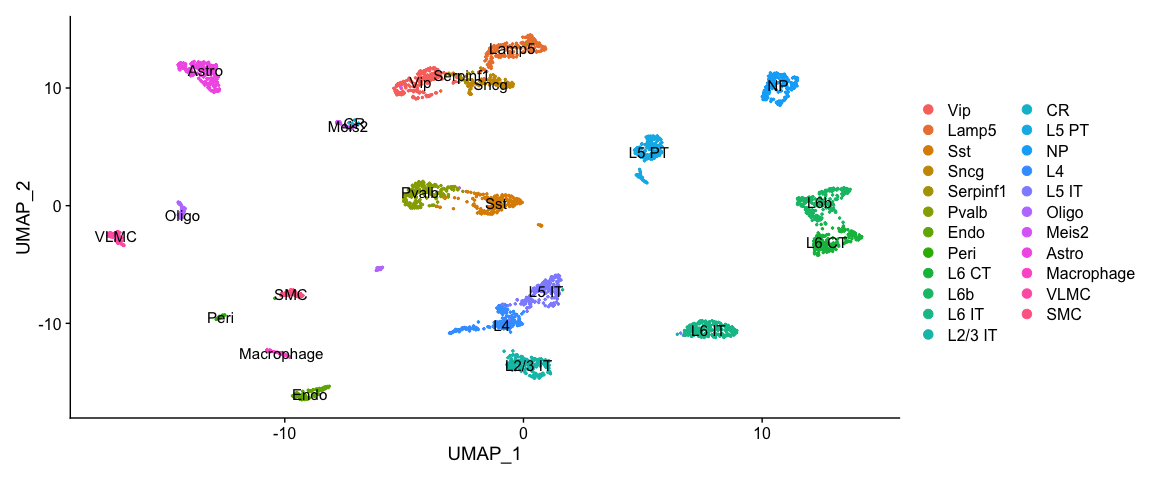 UMAP_2
10
0
-10
-10
0
10
UMAP_1
Lamp5
Astro
Vip
Serpinf1
Sncg
NP
CR
Meis2
L5 PT
Pvalb
Sst
L6b
Oligo
VLMC
L6 CT
SMC
L5 IT
Peri
L4
L6 IT
Macrophage
L2/3 IT
Endo
Vip
Lamp5
Sst
Sncg
Serpinf1
Pvalb
Endo
Peri
L6 CT
L6b
L6 IT
L2/3 IT
CR
L5 PT
NP
L4
L5 IT
Oligo
Meis2
Astro
Macrophage
VLMC
SMC